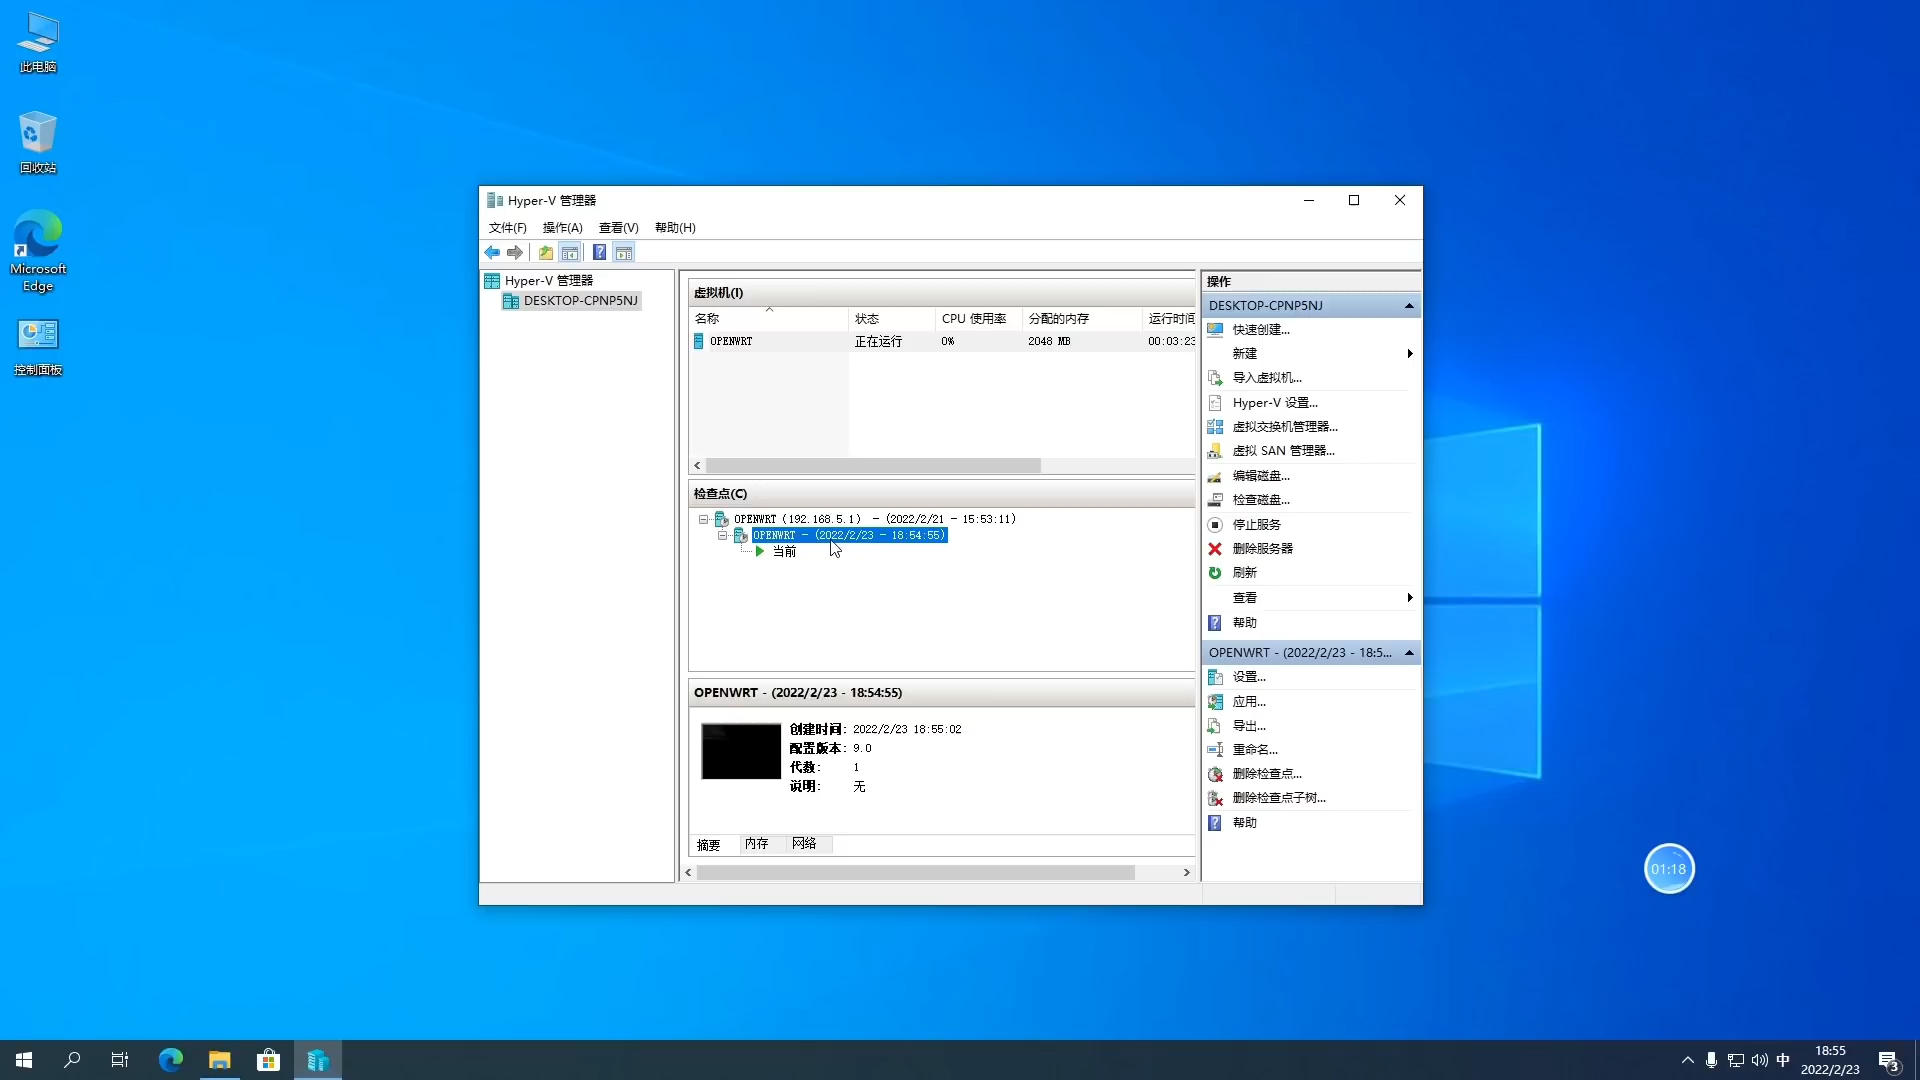 此电脑
回收站
Microsoft
Edge
控制面板
Hyper-V 管理器
文件(F) 操作(A) 查看(V) 帮助(H)
Hyper-V 管理器
DESKTOP-CPNP5NJ
虚拟机(I)
名称 状态 CPU 使用率 分配的内存 运行时间
OPENWRT 正在运行 0% 2048 MB 00:03:23
检查点(C)
OPENWRT (192.168.5.1) - (2022/2/21 - 15:53:11)
OPENWRT - (2022/2/23 - 18:54:55)
当前
OPENWRT - (2022/2/23 - 18:54:55)
创建时间: 2022/2/23 18:55:02
配置版本: 9.0
代数: 1
说明: 无
摘要 内存 网络
操作
DESKTOP-CPNP5NJ
快速创建...
新建
导入虚拟机...
Hyper-V 设置...
虚拟交换机管理器...
虚拟 SAN 管理器...
编辑磁盘...
检查磁盘...
停止服务
删除服务器
刷新
查看
帮助
OPENWRT - (2022/2/23 - 18:5...
设置...
应用...
导出...
重命名...
删除检查点...
删除检查点子树...
帮助
01:18
中
18:55
2022/2/23
3